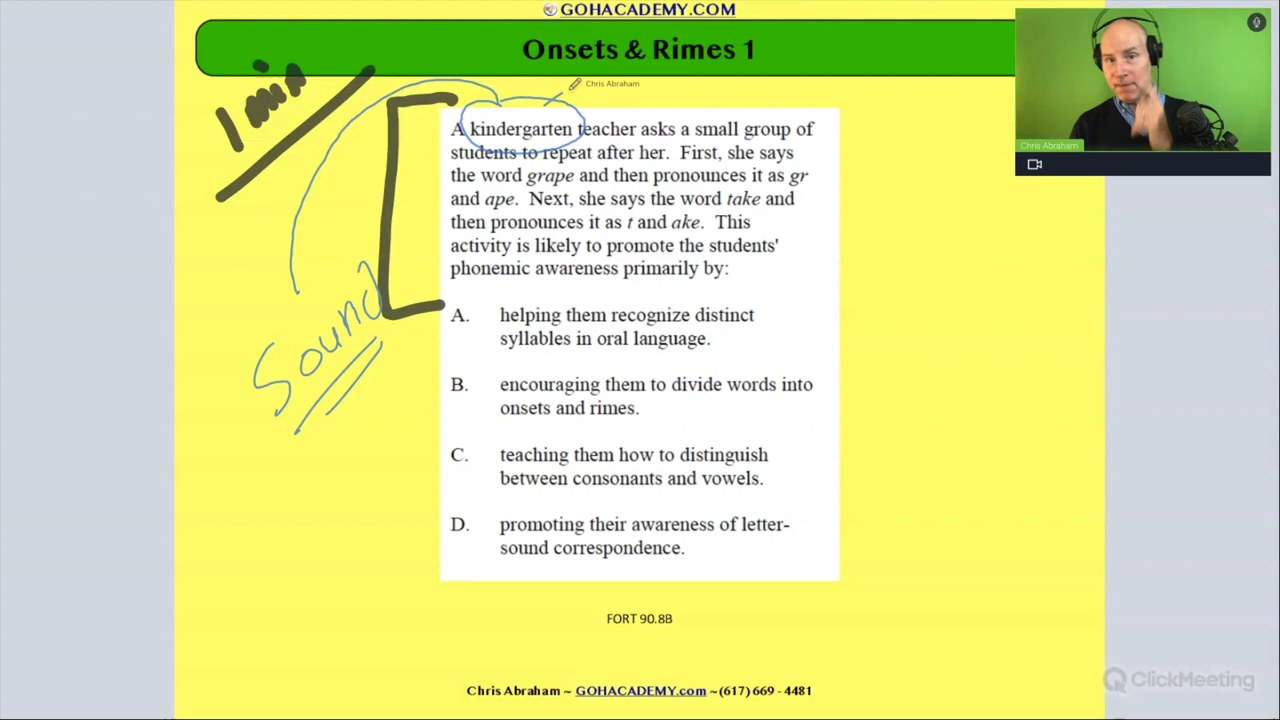 GOHACADEMY.COM
Onsets & Rimes 1
Chris Abraham
1 min
A kindergarten teacher asks a small group of
students to repeat after her. First, she says
the word grape and then pronounces it as gr
and ape. Next, she says the word take and
then pronounces it as t and ake. This
activity is likely to promote the students'
phonemic awareness primarily by:
Sound
A. helping them recognize distinct
syllables in oral language.
B. encouraging them to divide words into
onsets and rimes.
C. teaching them how to distinguish
between consonants and vowels.
D. promoting their awareness of letter-
sound correspondence.
FORT 90.8B
Chris Abraham ~ GOHACADEMY.com ~(617) 669 - 4481
Chris Abraham
ClickMeeting